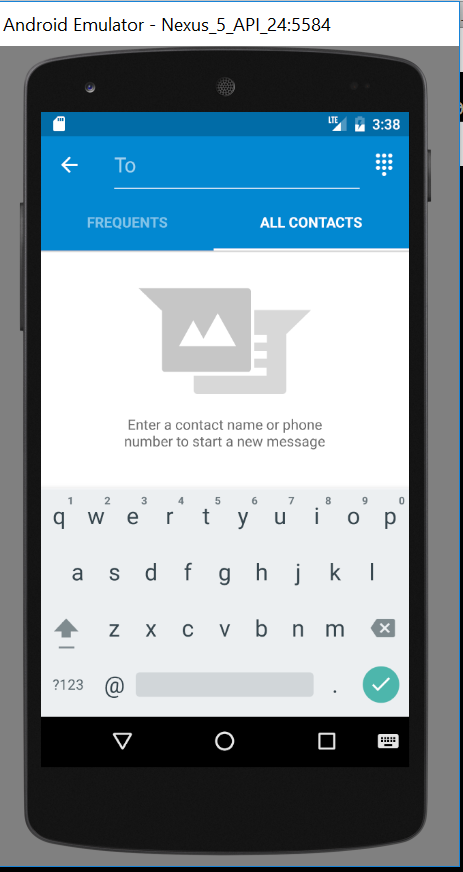 Android Emulator - Nexus_5_API_24:5584
LTE 3:38
To
FREQUENTS ALL CONTACTS
Enter a contact name or phone
number to start a new message
1 2 3 4 5 6 7 8 9 0
q w e r t y u i o p
a s d f g h j k l
z x c v b n m
?123 @ .